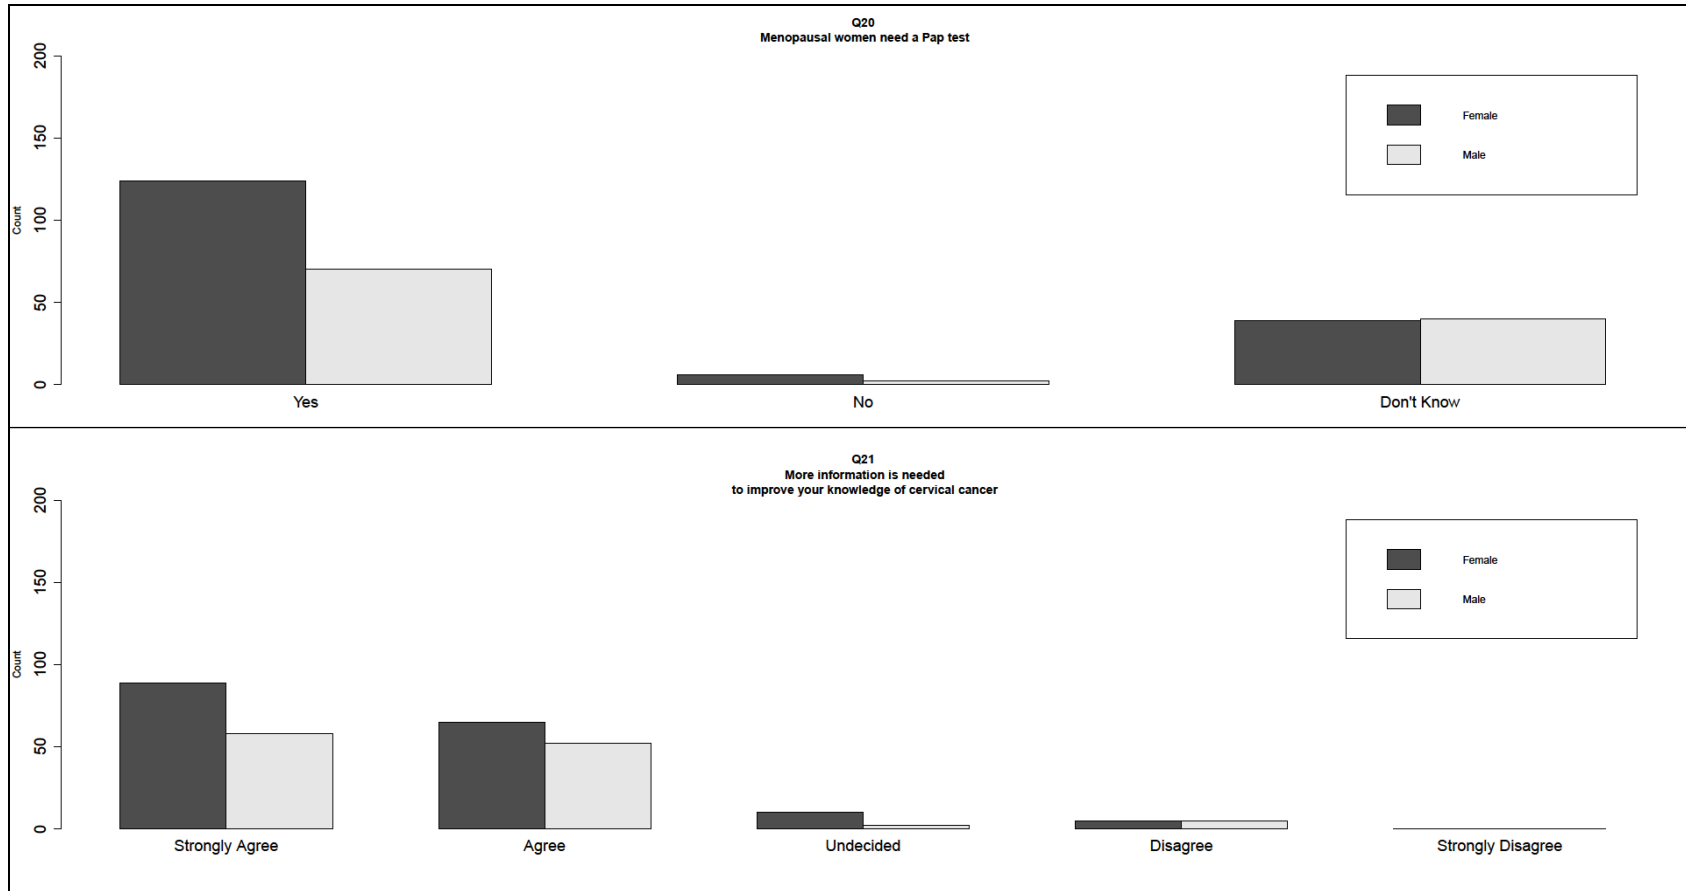 Q20
Menopausal women need a Pap test
200
150
100
50
0
Count
Female
Male
Yes
No
Don't Know
Q21
More information is needed
to improve your knowledge of cervical cancer
200
150
100
50
0
Count
Female
Male
Strongly Agree
Agree
Undecided
Disagree
Strongly Disagree